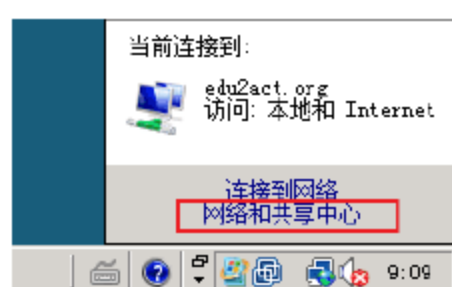 当前连接到:
edu2act.org
访问: 本地和 Internet
连接到网络
网络和共享中心
9:09